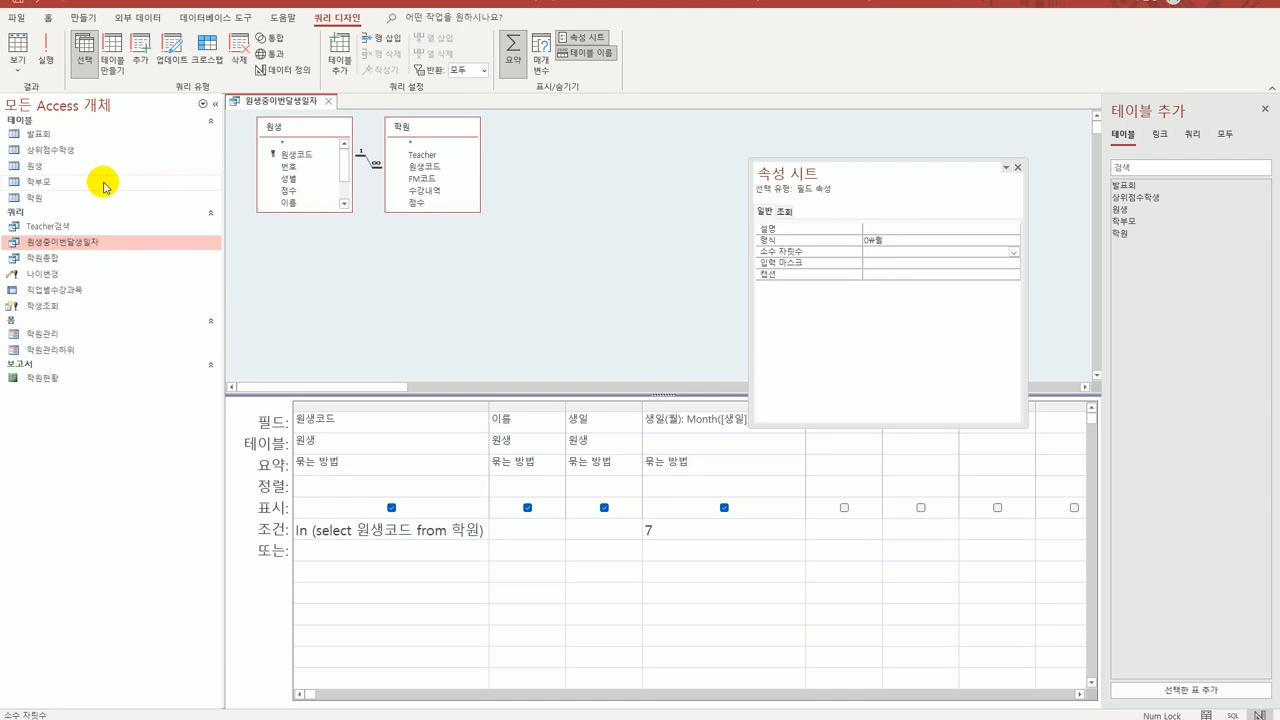 파일 홈 만들기 외부 데이터 데이터베이스 도구 도움말 쿼리 디자인 어떤 작업을 원하시나요?
보기 실행 선택 테이블 만들기 추가 업데이트 크로스탭 삭제 통합 통과 데이터 정의 테이블 추가 행 삽입 행 삭제 작성기 열 삽입 열 삭제 반환: 모두 요약 매개 변수 속성 시트 테이블 이름
결과 쿼리 유형 쿼리 설정 표시/숨기기
모든 Access 개체
테이블
발표회
상위점수학생
원생
학부모
학원
쿼리
Teacher검색
원생중이번달생일자
학원종합
나이변경
직업별수강과목
학생조회
폼
학원관리
학원관리하위
보고서
학원현황
원생중이번달생일자
원생
*
원생코드
번호
성별
점수
이름
1
∞
학원
*
Teacher
원생코드
FM코드
수강내역
점수
속성 시트
선택 유형: 필드 속성
일반 조회
설명
형식 0₩월
소수 자릿수
입력 마스크
캡션
필드: 원생코드 이름 생일 생일(월): Month([생일]
테이블: 원생 원생 원생
요약: 묶는 방법 묶는 방법 묶는 방법 묶는 방법
정렬:
표시:
조건: In (select 원생코드 from 학원) 7
또는:
테이블 추가
테이블 링크 쿼리 모두
검색
발표회
상위점수학생
원생
학부모
학원
선택한 표 추가
소수 자릿수
Num Lock
SQL